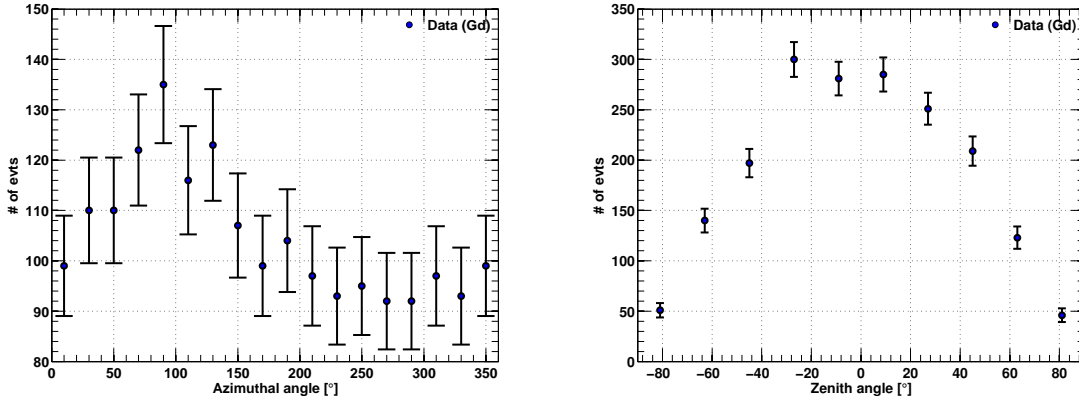 150
140
130
120
110
100
90
80
# of evts
Data (Gd)
0 50 100 150 200 250 300 350
Azimuthal angle [°]
350
300
250
200
150
100
50
0
# of evts
Data (Gd)
−80 −60 −40 −20 0 20 40 60 80
Zenith angle [°]